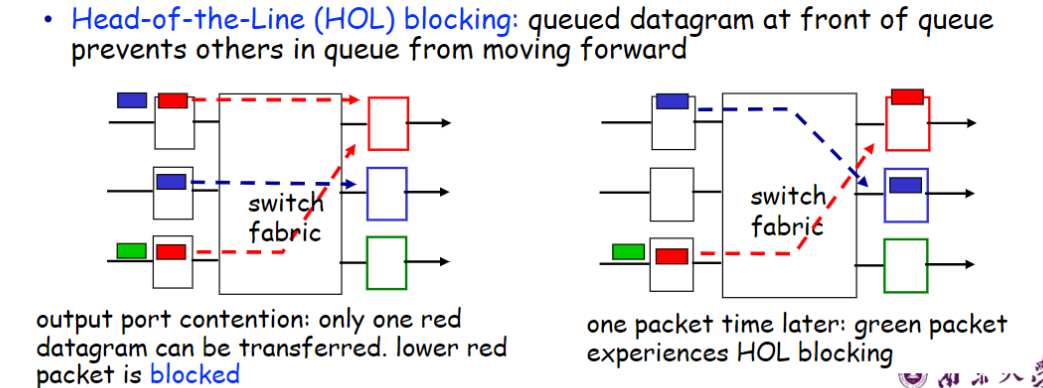 • Head-of-the-Line (HOL) blocking: queued datagram at front of queue
prevents others in queue from moving forward
switch
fabric
switch
fabric
output port contention: only one red
datagram can be transferred. lower red
packet is blocked
one packet time later: green packet
experiences HOL blocking